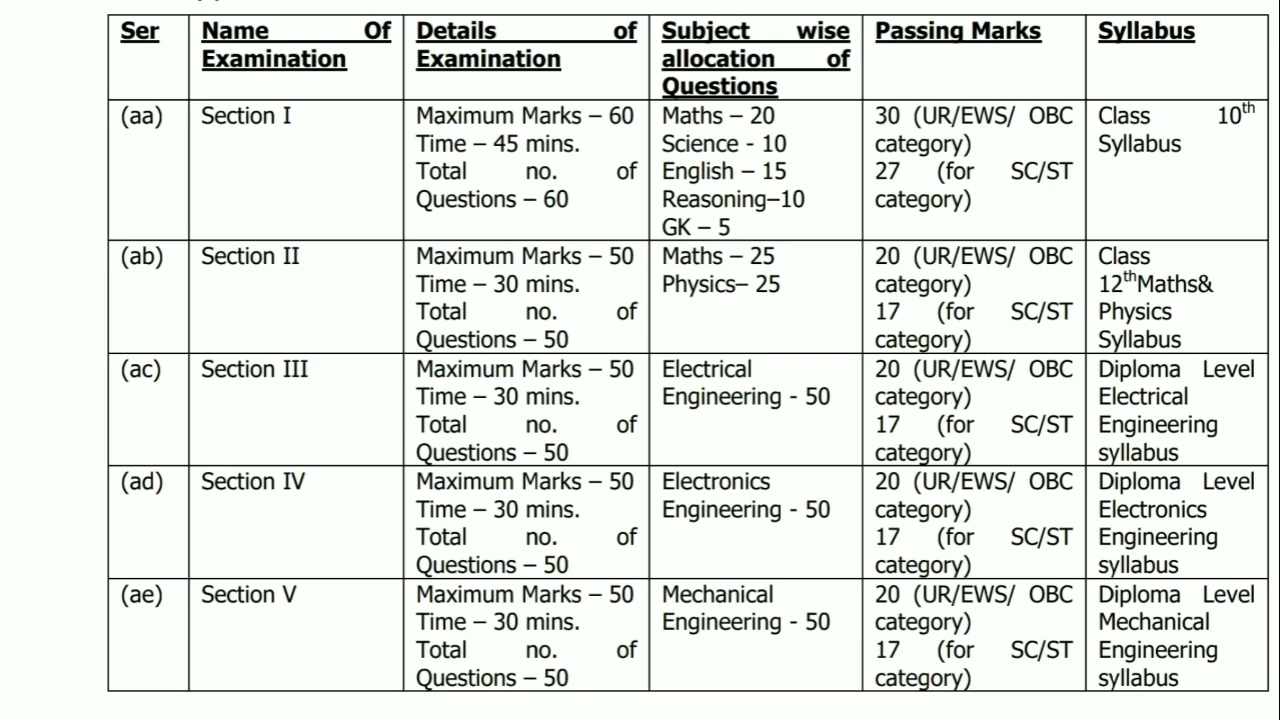 Ser
Name Of
Examination
Details of
Examination
Subject wise
allocation of
Questions
Passing Marks
Syllabus
(aa)
Section I
Maximum Marks – 60
Time – 45 mins.
Total no. of
Questions – 60
Maths – 20
Science - 10
English – 15
Reasoning–10
GK – 5
30 (UR/EWS/ OBC
category)
27 (for SC/ST
category)
Class 10th
Syllabus
(ab)
Section II
Maximum Marks – 50
Time – 30 mins.
Total no. of
Questions – 50
Maths – 25
Physics– 25
20 (UR/EWS/ OBC
category)
17 (for SC/ST
category)
Class
12thMaths&
Physics
Syllabus
(ac)
Section III
Maximum Marks – 50
Time – 30 mins.
Total no. of
Questions – 50
Electrical
Engineering - 50
20 (UR/EWS/ OBC
category)
17 (for SC/ST
category)
Diploma Level
Electrical
Engineering
syllabus
(ad)
Section IV
Maximum Marks – 50
Time – 30 mins.
Total no. of
Questions – 50
Electronics
Engineering - 50
20 (UR/EWS/ OBC
category)
17 (for SC/ST
category)
Diploma Level
Electronics
Engineering
syllabus
(ae)
Section V
Maximum Marks – 50
Time – 30 mins.
Total no. of
Questions – 50
Mechanical
Engineering - 50
20 (UR/EWS/ OBC
category)
17 (for SC/ST
category)
Diploma Level
Mechanical
Engineering
syllabus